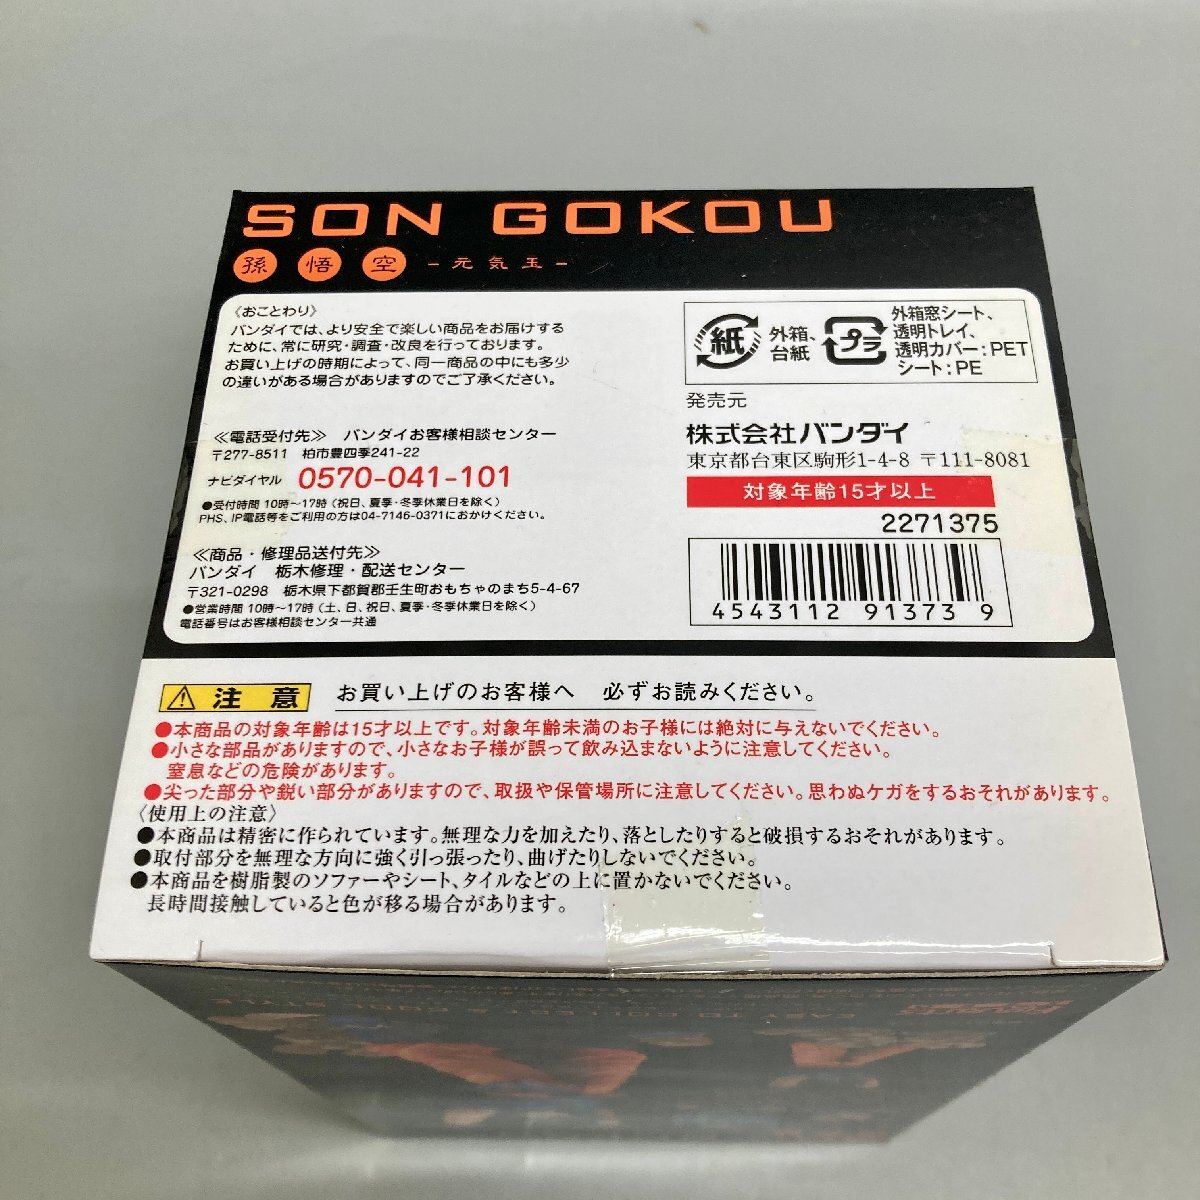 SON GOKOU
孫 悟 空 -元気玉-
〈おことわり〉
バンダイでは、より安全で楽しい商品をお届けする
ために、常に研究・調査・改良を行っております。
お買い上げの時期によって、同一商品の中にも多少
の違いがある場合がありますのでご了承ください。
≪電話受付先≫ バンダイお客様相談センター
〒277-8511 柏市豊四季241-22
ナビダイヤル 0570-041-101
●受付時間 10時〜17時 (祝日、夏季・冬季休業日を除く)
PHS、IP電話等をご利用の方は04-7146-0371におかけください。
≪商品・修理品送付先≫
バンダイ 栃木修理・配送センター
〒321-0298 栃木県下都賀郡壬生町おもちゃのまち5-4-67
●営業時間 10時〜17時 (土、日、祝日、夏季・冬季休業日を除く)
電話番号はお客様相談センター共通
紙 外箱、
台紙
プラ 外箱窓シート、
透明トレイ、
透明カバー:PET
シート:PE
発売元
株式会社バンダイ
東京都台東区駒形1-4-8 〒111-8081
対象年齢15才以上
2271375
4543112 91373 9
注 意 お買い上げのお客様へ 必ずお読みください。
●本商品の対象年齢は15才以上です。対象年齢未満のお子様には絶対に与えないでください。
●小さな部品がありますので、小さなお子様が誤って飲み込まないように注意してください。
窒息などの危険があります。
●尖った部分や鋭い部分がありますので、取扱や保管場所に注意してください。思わぬケガをするおそれがあります。
〈使用上の注意〉
●本商品は精密に作られています。無理な力を加えたり、落としたりすると破損するおそれがあります。
●取付部分を無理な方向に強く引っ張ったり、曲げたりしないでください。
●本商品を樹脂製のソファーやシート、タイルなどの上に置かないでください。
長時間接触していると色が移る場合があります。
EASY TO COLLECT & COOL STYLE